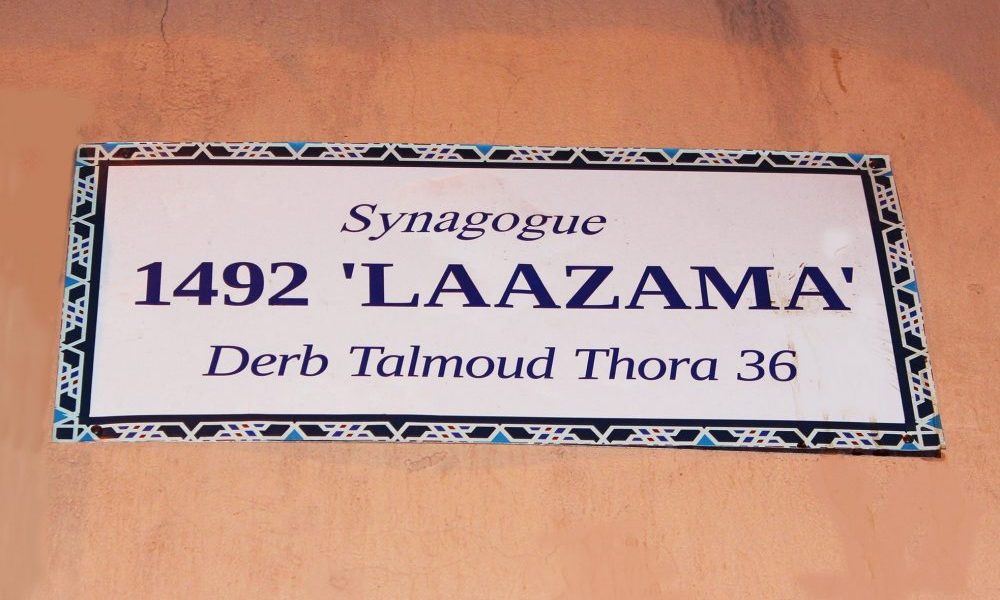 Synagogue
1492 'LAAZAMA'
Derb Talmoud Thora 36